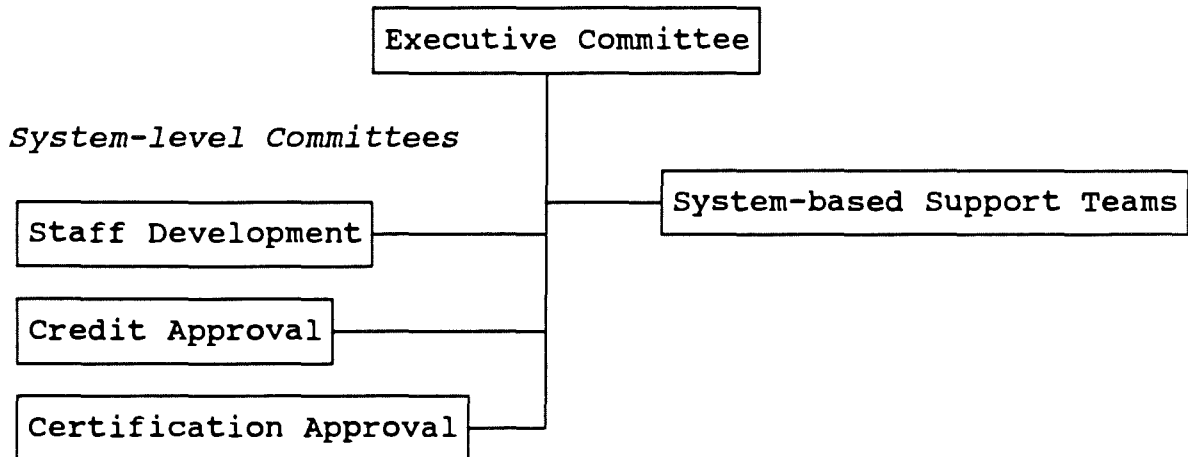 Executive Committee
System-level Committees
System-based Support Teams
Staff Development
Credit Approval
Certification Approval